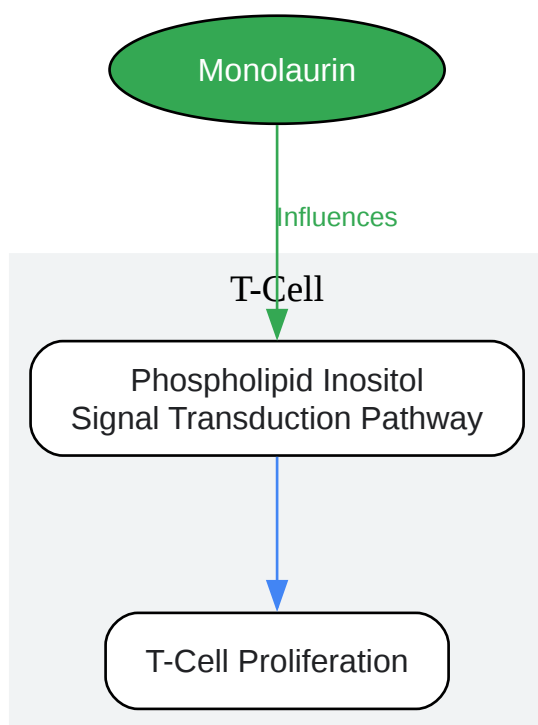 Monolaurin
Influences
T-Cell
Phospholipid Inositol
Signal Transduction Pathway
T-Cell Proliferation